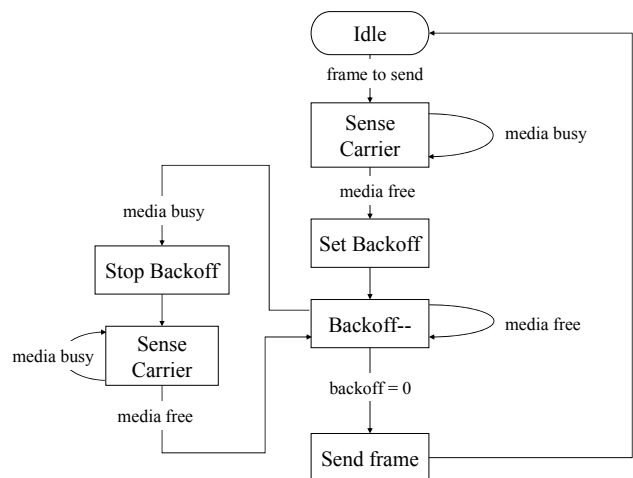 Idle
frame to send
Sense
Carrier
media busy
media free
media busy
Set Backoff
Stop Backoff
Backoff--
media free
media busy
Sense
Carrier
backoff = 0
media free
Send frame